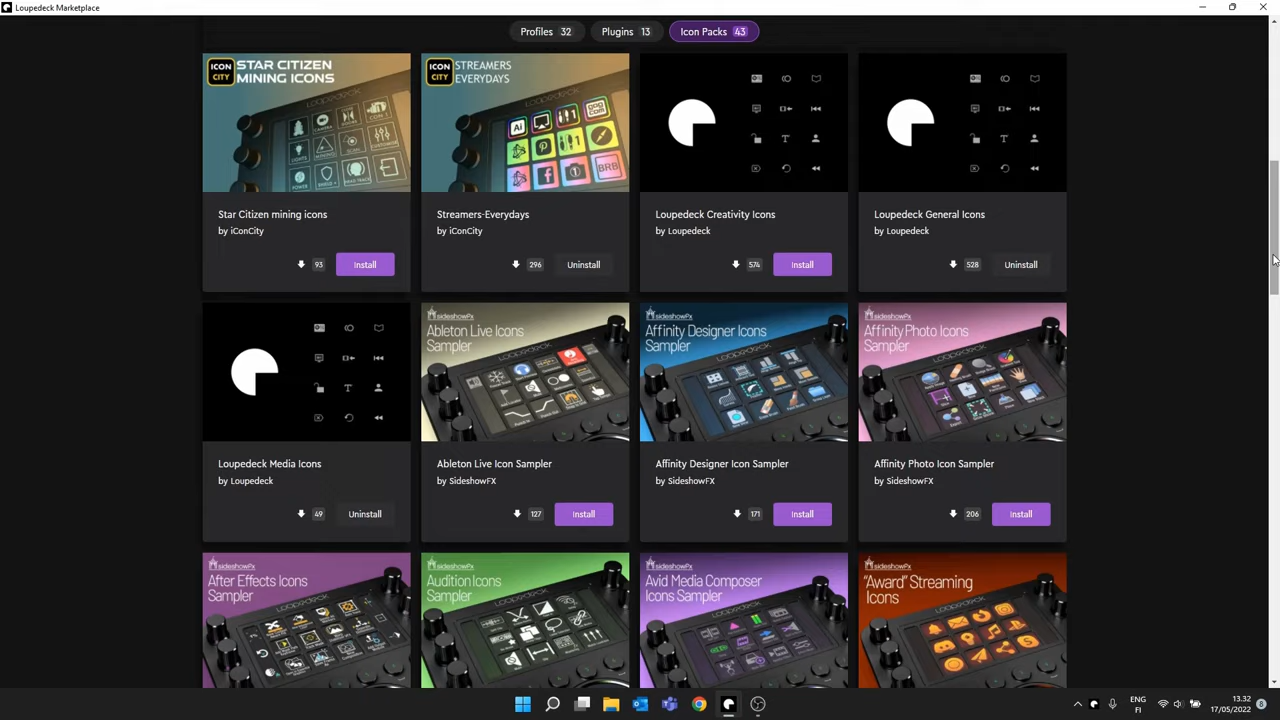 Loupedeck Marketplace
Profiles 32
Plugins 13
Icon Packs 43
ICON CITY
STAR CITIZEN
MINING ICONS
ICON CITY
STREAMERS
EVERYDAYS
Star Citizen mining icons
by iConCity
93
Install
Streamers-Everydays
by iConCity
296
Uninstall
Loupedeck Creativity Icons
by Loupedeck
574
Install
Loupedeck General Icons
by Loupedeck
528
Uninstall
sideshowFx
Ableton Live Icons
Sampler
sideshowFx
Affinity Designer Icons
Sampler
sideshowFx
Affinity Photo Icons
Sampler
Loupedeck Media Icons
by Loupedeck
49
Uninstall
Ableton Live Icon Sampler
by SideshowFX
127
Install
Affinity Designer Icon Sampler
by SideshowFX
171
Install
Affinity Photo Icon Sampler
by SideshowFX
206
Install
sideshowFx
After Effects Icons
Sampler
sideshowFx
Audition Icons
Sampler
sideshowFx
Avid Media Composer
Icons Sampler
sideshowFx
"Award" Streaming
Icons
ENG
FI
13.32
17/05/2022